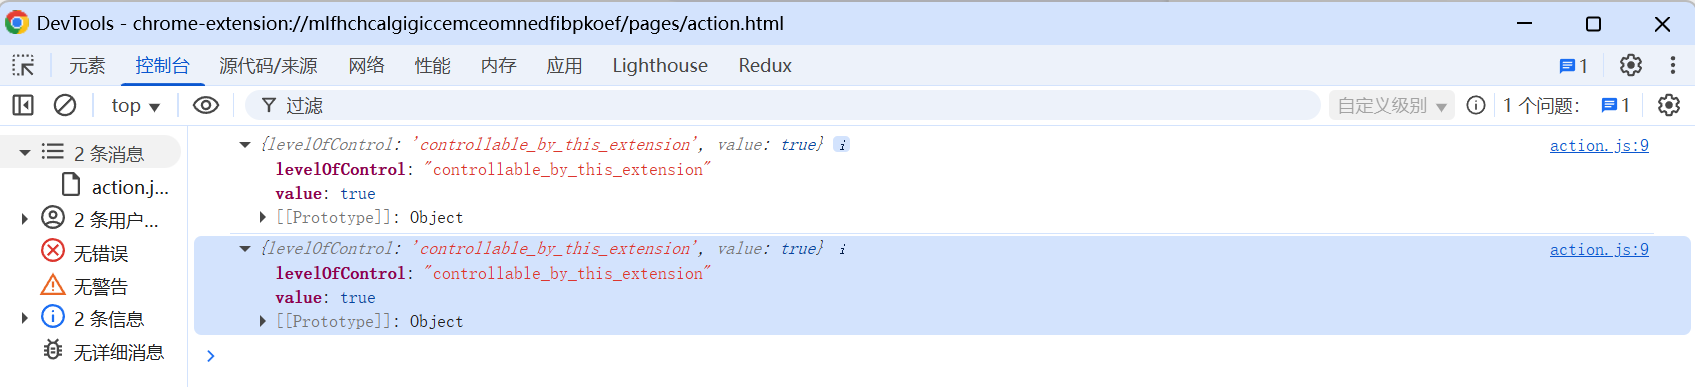 DevTools - chrome-extension://mlfhchcalgigiccemceomnedfibpkoef/pages/action.html
元素 控制台 源代码/来源 网络 性能 内存 应用 Lighthouse Redux 1
top ▼ 过滤 自定义级别 ▼ 1 个问题： 1
2 条消息
action.j...
2 条用户...
无错误
无警告
2 条信息
无详细消息
{levelOfControl: 'controllable_by_this_extension', value: true} i action.js:9
levelOfControl: "controllable_by_this_extension"
value: true
[[Prototype]]: Object
{levelOfControl: 'controllable_by_this_extension', value: true} i action.js:9
levelOfControl: "controllable_by_this_extension"
value: true
[[Prototype]]: Object